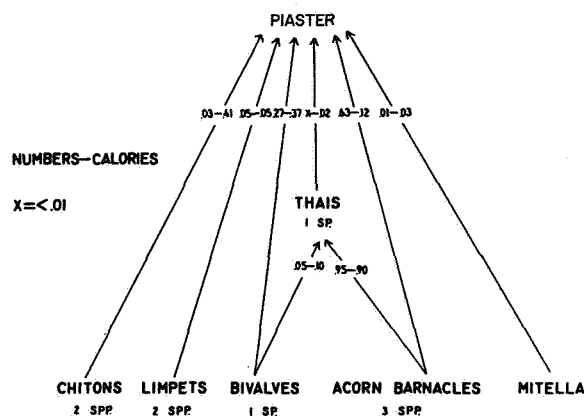 PIASTER
.03–.41 .05–.05 .27–.37 X–.02 .63–.12 .01–.03
NUMBERS–CALORIES
X=<.01
THAIS
1 SP.
.05–.10 .95–.90
CHITONS LIMPETS BIVALVES ACORN BARNACLES MITELLA
2 SPP. 2 SPP. 1 SP. 3 SPP.